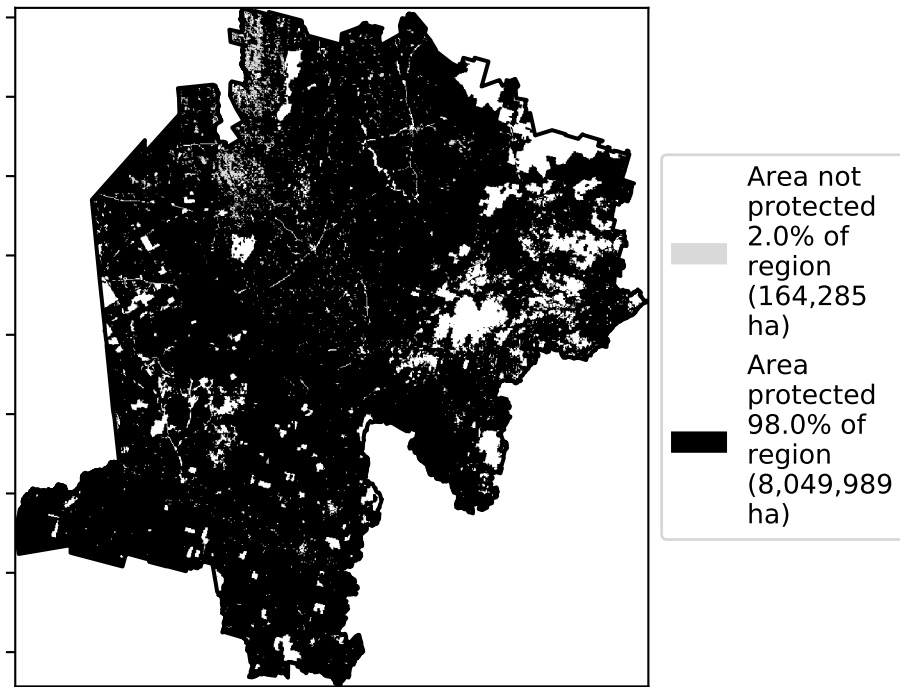 Area not
protected
2.0% of
region
(164,285
ha)
Area
protected
98.0% of
region
(8,049,989
ha)